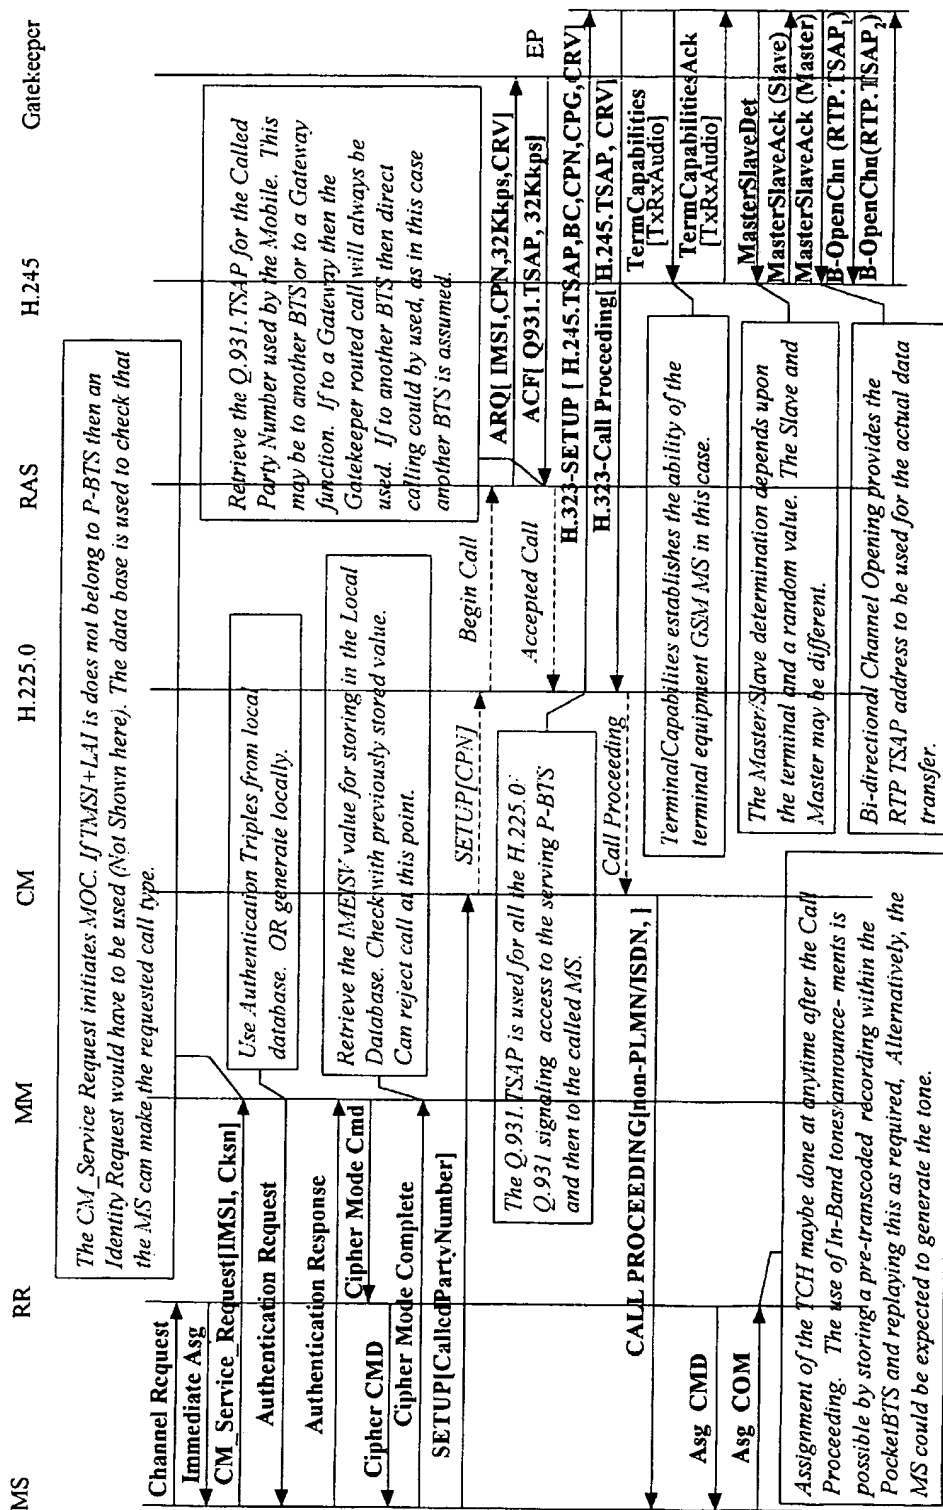 MS
RR
MM
CM
H.225.0
RAS
H.245
Gatekeeper
The CM_Service Request initiates MOC. If TMSI+LAI is does not belong to P-BTS then an
Identity Request would have to be used (Not Shown here). The data base is used to check that
the MS can make the requested call type.
Channel Request
Immediate Asg
CM_Service_Request[IMSI, Cksn]
Authentication Request
Use Authentication Triples from local
database. OR generate locally.
Authentication Response
Cipher Mode Cmd
Retrieve the IMEISV value for storing in the Local
Database. Check with previously stored value.
Can reject call at this point.
Cipher CMD
Cipher Mode Complete
SETUP[CalledPartyNumber]
SETUP[CPN]
Begin Call
Retrieve the Q.931.TSAP for the Called
Party Number used by the Mobile. This
may be to another BTS or to a Gateway
function. If to a Gateway then the
Gatekeeper routed call will always be
used. If to another BTS then direct
calling could by used, as in this case
another BTS is assumed.
ARQ[ IMSI,CPN,32Kkps,CRV]
ACF[ Q931.TSAP, 32Kkps]
EP
Accepted Call
The Q.931.TSAP is used for all the H.225.0/
Q.931 signaling access to the serving P-BTS
and then to the called MS.
H.323-SETUP [ H.245.TSAP,BC,CPN,CPG,CRV]
H.323-Call Proceeding[ H.245.TSAP, CRV]
Call Proceeding
CALL PROCEEDING[non-PLMN/ISDN, ]
TermCapabilities
[TxRxAudio]
TermCapabilitiesAck
[TxRxAudio]
TerminalCapabilites establishes the ability of the
terminal equipment GSM MS in this case.
MasterSlaveDet
MasterSlaveAck (Slave)
MasterSlaveAck (Master)
The Master/Slave determination depends upon
the terminal and a random value. The Slave and
Master may be different.
B-OpenChn (RTP.TSAP1)
B-OpenChn(RTP.TSAP2)
Bi-directional Channel Opening provides the
RTP TSAP address to be used for the actual data
transfer.
Asg CMD
Asg COM
Assignment of the TCH maybe done at anytime after the Call
Proceeding. The use of In-Band tones/announce- ments is
possible by storing a pre-transcoded recording within the
PocketBTS and replaying this as required, Alternatively, the
MS could be expected to generate the tone.